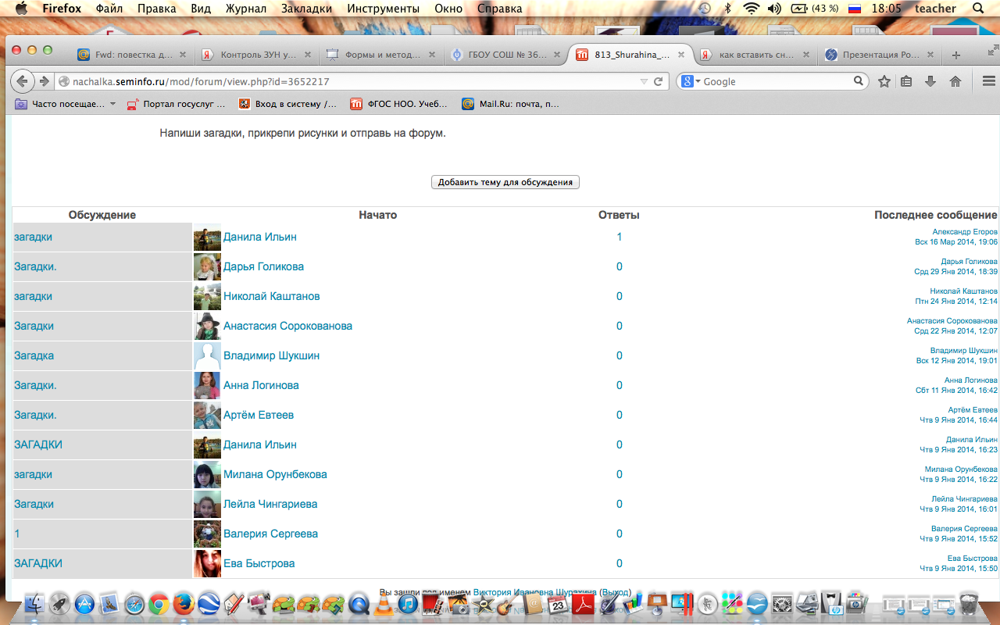 Firefox Файл Правка Вид Журнал Закладки Инструменты Окно Справка (43 %) 18:05 teacher
Fwd: повестка д... Контроль ЗУН у... Формы и метод... ГБОУ СОШ № 36... 813_Shurahina_... как вставить сн... Презентация Ро...
nachalka.seminfo.ru/mod/forum/view.php?id=3652217 Google
Часто посещае... Портал госуслуг ... Вход в систему /... ФГОС НОО. Учеб... Mail.Ru: почта, п...
Напиши загадки, прикрепи рисунки и отправь на форум.
Добавить тему для обсуждения
Обсуждение Начато Ответы Последнее сообщение
загадки Данила Ильин 1 Александр Егоров
Вск 16 Мар 2014, 19:06
Загадки. Дарья Голикова 0 Дарья Голикова
Срд 29 Янв 2014, 18:39
загадки Николай Каштанов 0 Николай Каштанов
Птн 24 Янв 2014, 12:14
Загадки Анастасия Сорокованова 0 Анастасия Сорокованова
Срд 22 Янв 2014, 12:07
Загадка Владимир Шукшин 0 Владимир Шукшин
Вск 12 Янв 2014, 19:01
Загадки. Анна Логинова 0 Анна Логинова
Сбт 11 Янв 2014, 16:42
Загадки. Артём Евтеев 0 Артём Евтеев
Чтв 9 Янв 2014, 16:44
ЗАГАДКИ Данила Ильин 0 Данила Ильин
Чтв 9 Янв 2014, 16:23
загадки Милана Орунбекова 0 Милана Орунбекова
Чтв 9 Янв 2014, 16:22
Загадки Лейла Чингариева 0 Лейла Чингариева
Чтв 9 Янв 2014, 16:01
1 Валерия Сергеева 0 Валерия Сергеева
Чтв 9 Янв 2014, 15:52
ЗАГАДКИ Ева Быстрова 0 Ева Быстрова
Чтв 9 Янв 2014, 15:50
Вы зашли под именем Виктория Ивановна Шурахина (Выход)
23